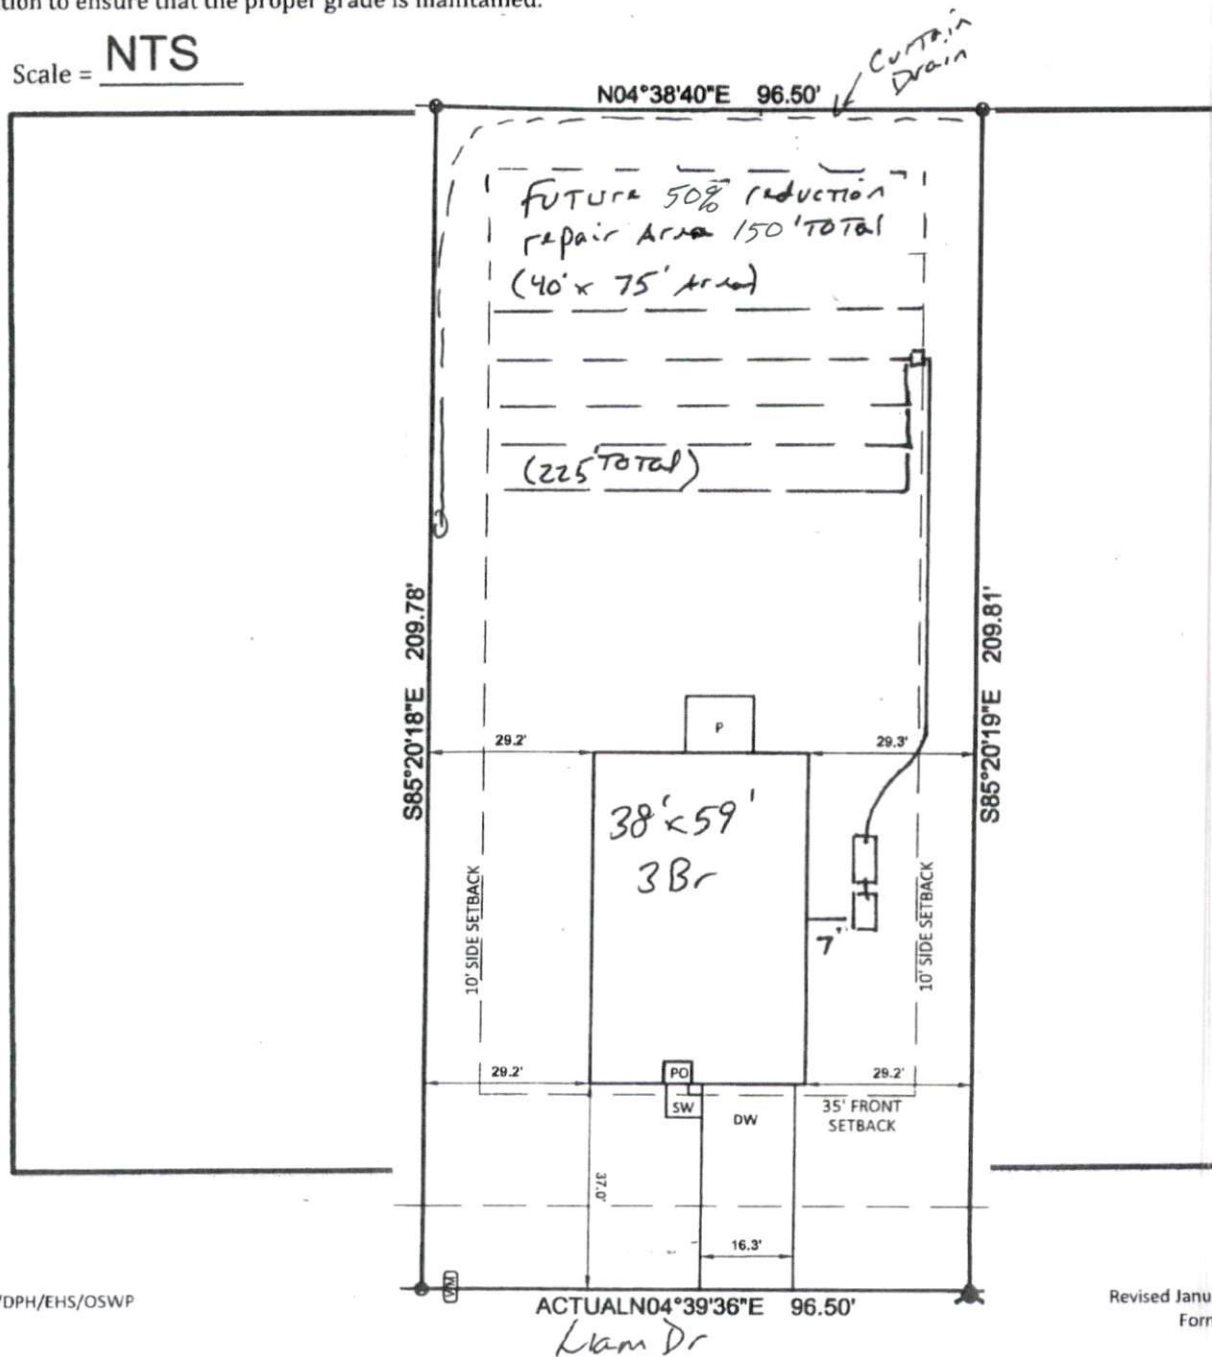 tion to ensure that the proper grade is maintained.
Scale = NTS
Curtain
Drain
N04°38'40"E 96.50'
Future 50% reduction
repair Area 150' Total
(40' x 75' Area)
(225' Total)
S85°20'18"E 209.78'
S85°20'19"E 209.81'
P
29.2'
29.3'
38' x 59'
3 Br
7'
10' SIDE SETBACK
10' SIDE SETBACK
29.2'
PO
29.2'
SW
DW
35' FRONT
SETBACK
37.0'
16.3'
WM
/DPH/EHS/OSWP
ACTUALN04°39'36"E 96.50'
Liam Dr
Revised Janu
Forn